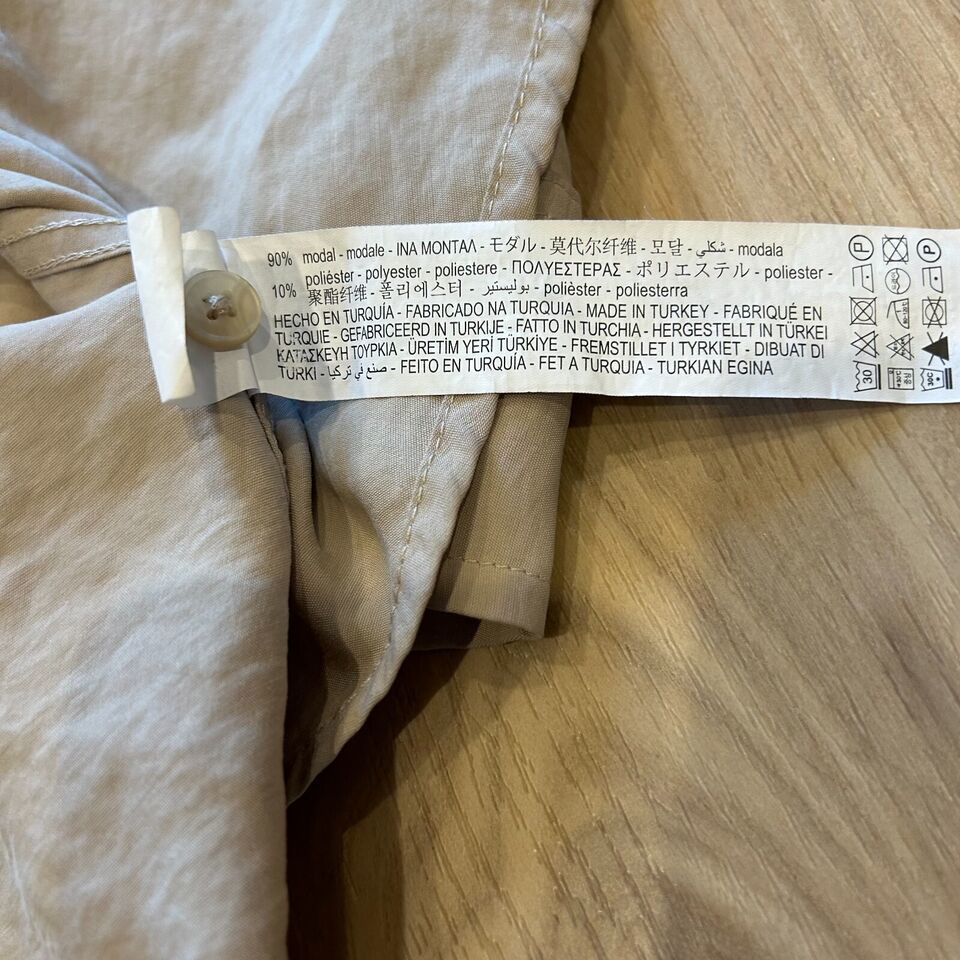 90% modal - modale - ΙΝΑ ΜΟΝΤΑΛ - モダル - 莫代尔纤维 - 모달 - شكلي - modala
10% poliéster - polyester - poliestere - ΠΟΛΥΕΣΤΕΡΑΣ - ポリエステル - poliester -
聚酯纤维 - 폴리에스터 - بوليستير - polièster - poliesterra
HECHO EN TURQUÍA - FABRICADO NA TURQUIA - MADE IN TURKEY - FABRIQUÉ EN
TURQUIE - GEFABRICEERD IN TURKIJE - FATTO IN TURCHIA - HERGESTELLT IN TÜRKEI
ΚΑΤΑΣΚΕΥΗ ΤΟΥΡΚΙΑ - ÜRETİM YERİ TÜRKİYE - FREMSTILLET I TYRKIET - DIBUAT DI
TURKI - صنع في تركيا - FEITO EN TURQUÍA - FET A TURQUIA - TURKIAN EGINA
P
P
30
30C